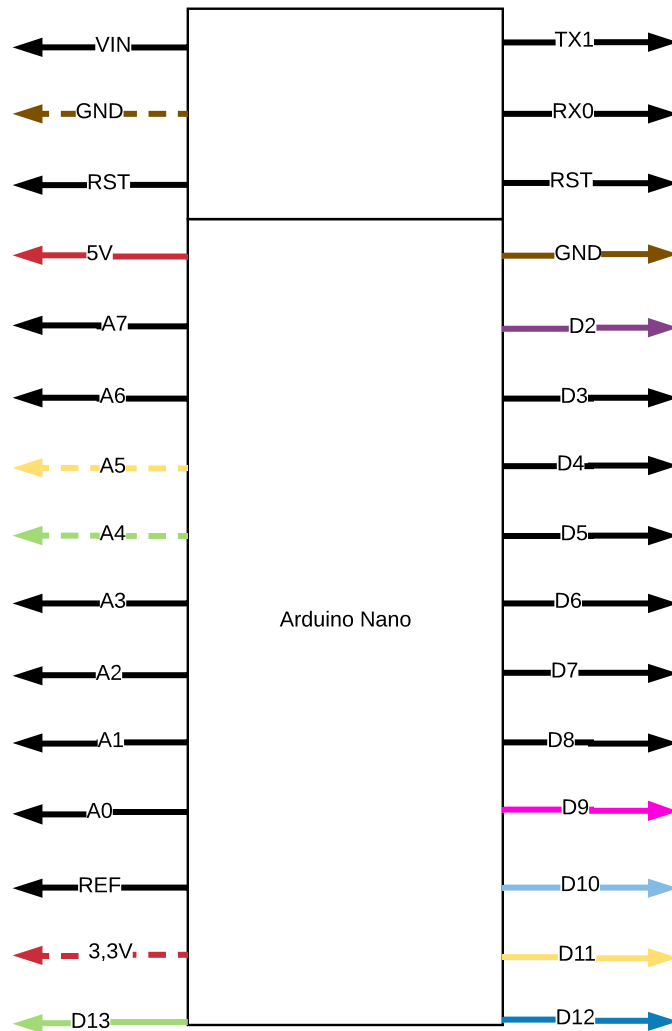 VIN
TX1
GND
RX0
RST
RST
5V
GND
A7
D2
A6
D3
A5
D4
A4
D5
A3
D6
Arduino Nano
A2
D7
A1
D8
A0
D9
REF
D10
3,3V
D11
D13
D12